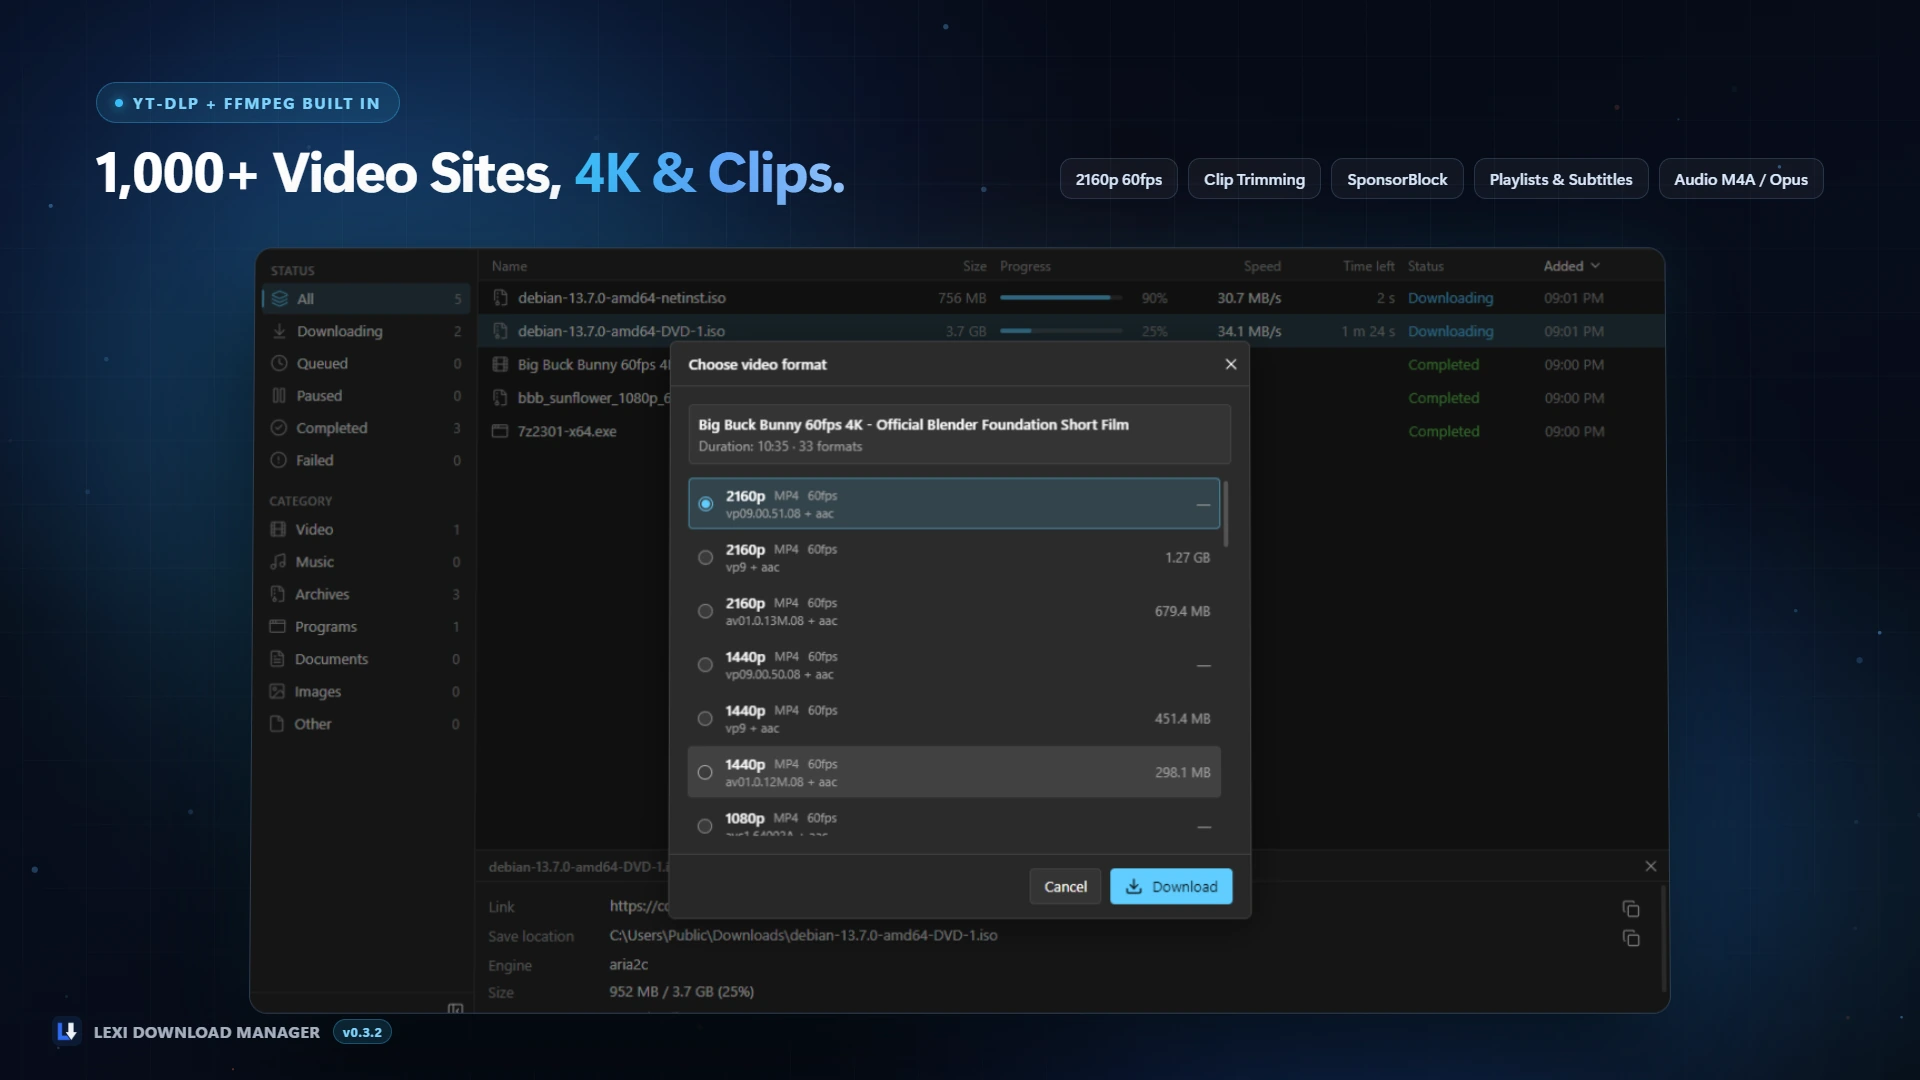 YT-DLP + FFMPEG BUILT IN
1,000+ Video Sites, 4K & Clips.
2160p 60fps
Clip Trimming
SponsorBlock
Playlists & Subtitles
Audio M4A / Opus
STATUS
All 5
Downloading 2
Queued 0
Paused 0
Completed 3
Failed 0
CATEGORY
Video 1
Music 0
Archives 3
Programs 1
Documents 0
Images 0
Other 0
Name Size Progress Speed Time left Status Added
debian-13.7.0-amd64-netinst.iso 756 MB 90% 30.7 MB/s 2 s Downloading 09:01 PM
debian-13.7.0-amd64-DVD-1.iso 3.7 GB 25% 34.1 MB/s 1 m 24 s Downloading 09:01 PM
Big Buck Bunny 60fps Completed 09:00 PM
bbb_sunflower_1080p_6 Completed 09:00 PM
7z2301-x64.exe Completed 09:00 PM
Choose video format
Big Buck Bunny 60fps 4K - Official Blender Foundation Short Film
Duration: 10:35 · 33 formats
2160p MP4 60fps
vp09.00.51.08 + aac —
2160p MP4 60fps
vp9 + aac 1.27 GB
2160p MP4 60fps
av01.0.13M.08 + aac 679.4 MB
1440p MP4 60fps
vp09.00.50.08 + aac —
1440p MP4 60fps
vp9 + aac 451.4 MB
1440p MP4 60fps
av01.0.12M.08 + aac 298.1 MB
1080p MP4 60fps —
Cancel
Download
debian-13.7.0-amd64-DVD-1.i
Link https://cd
Save location C:\Users\Public\Downloads\debian-13.7.0-amd64-DVD-1.iso
Engine aria2c
Size 952 MB / 3.7 GB (25%)
LEXI DOWNLOAD MANAGER v0.3.2